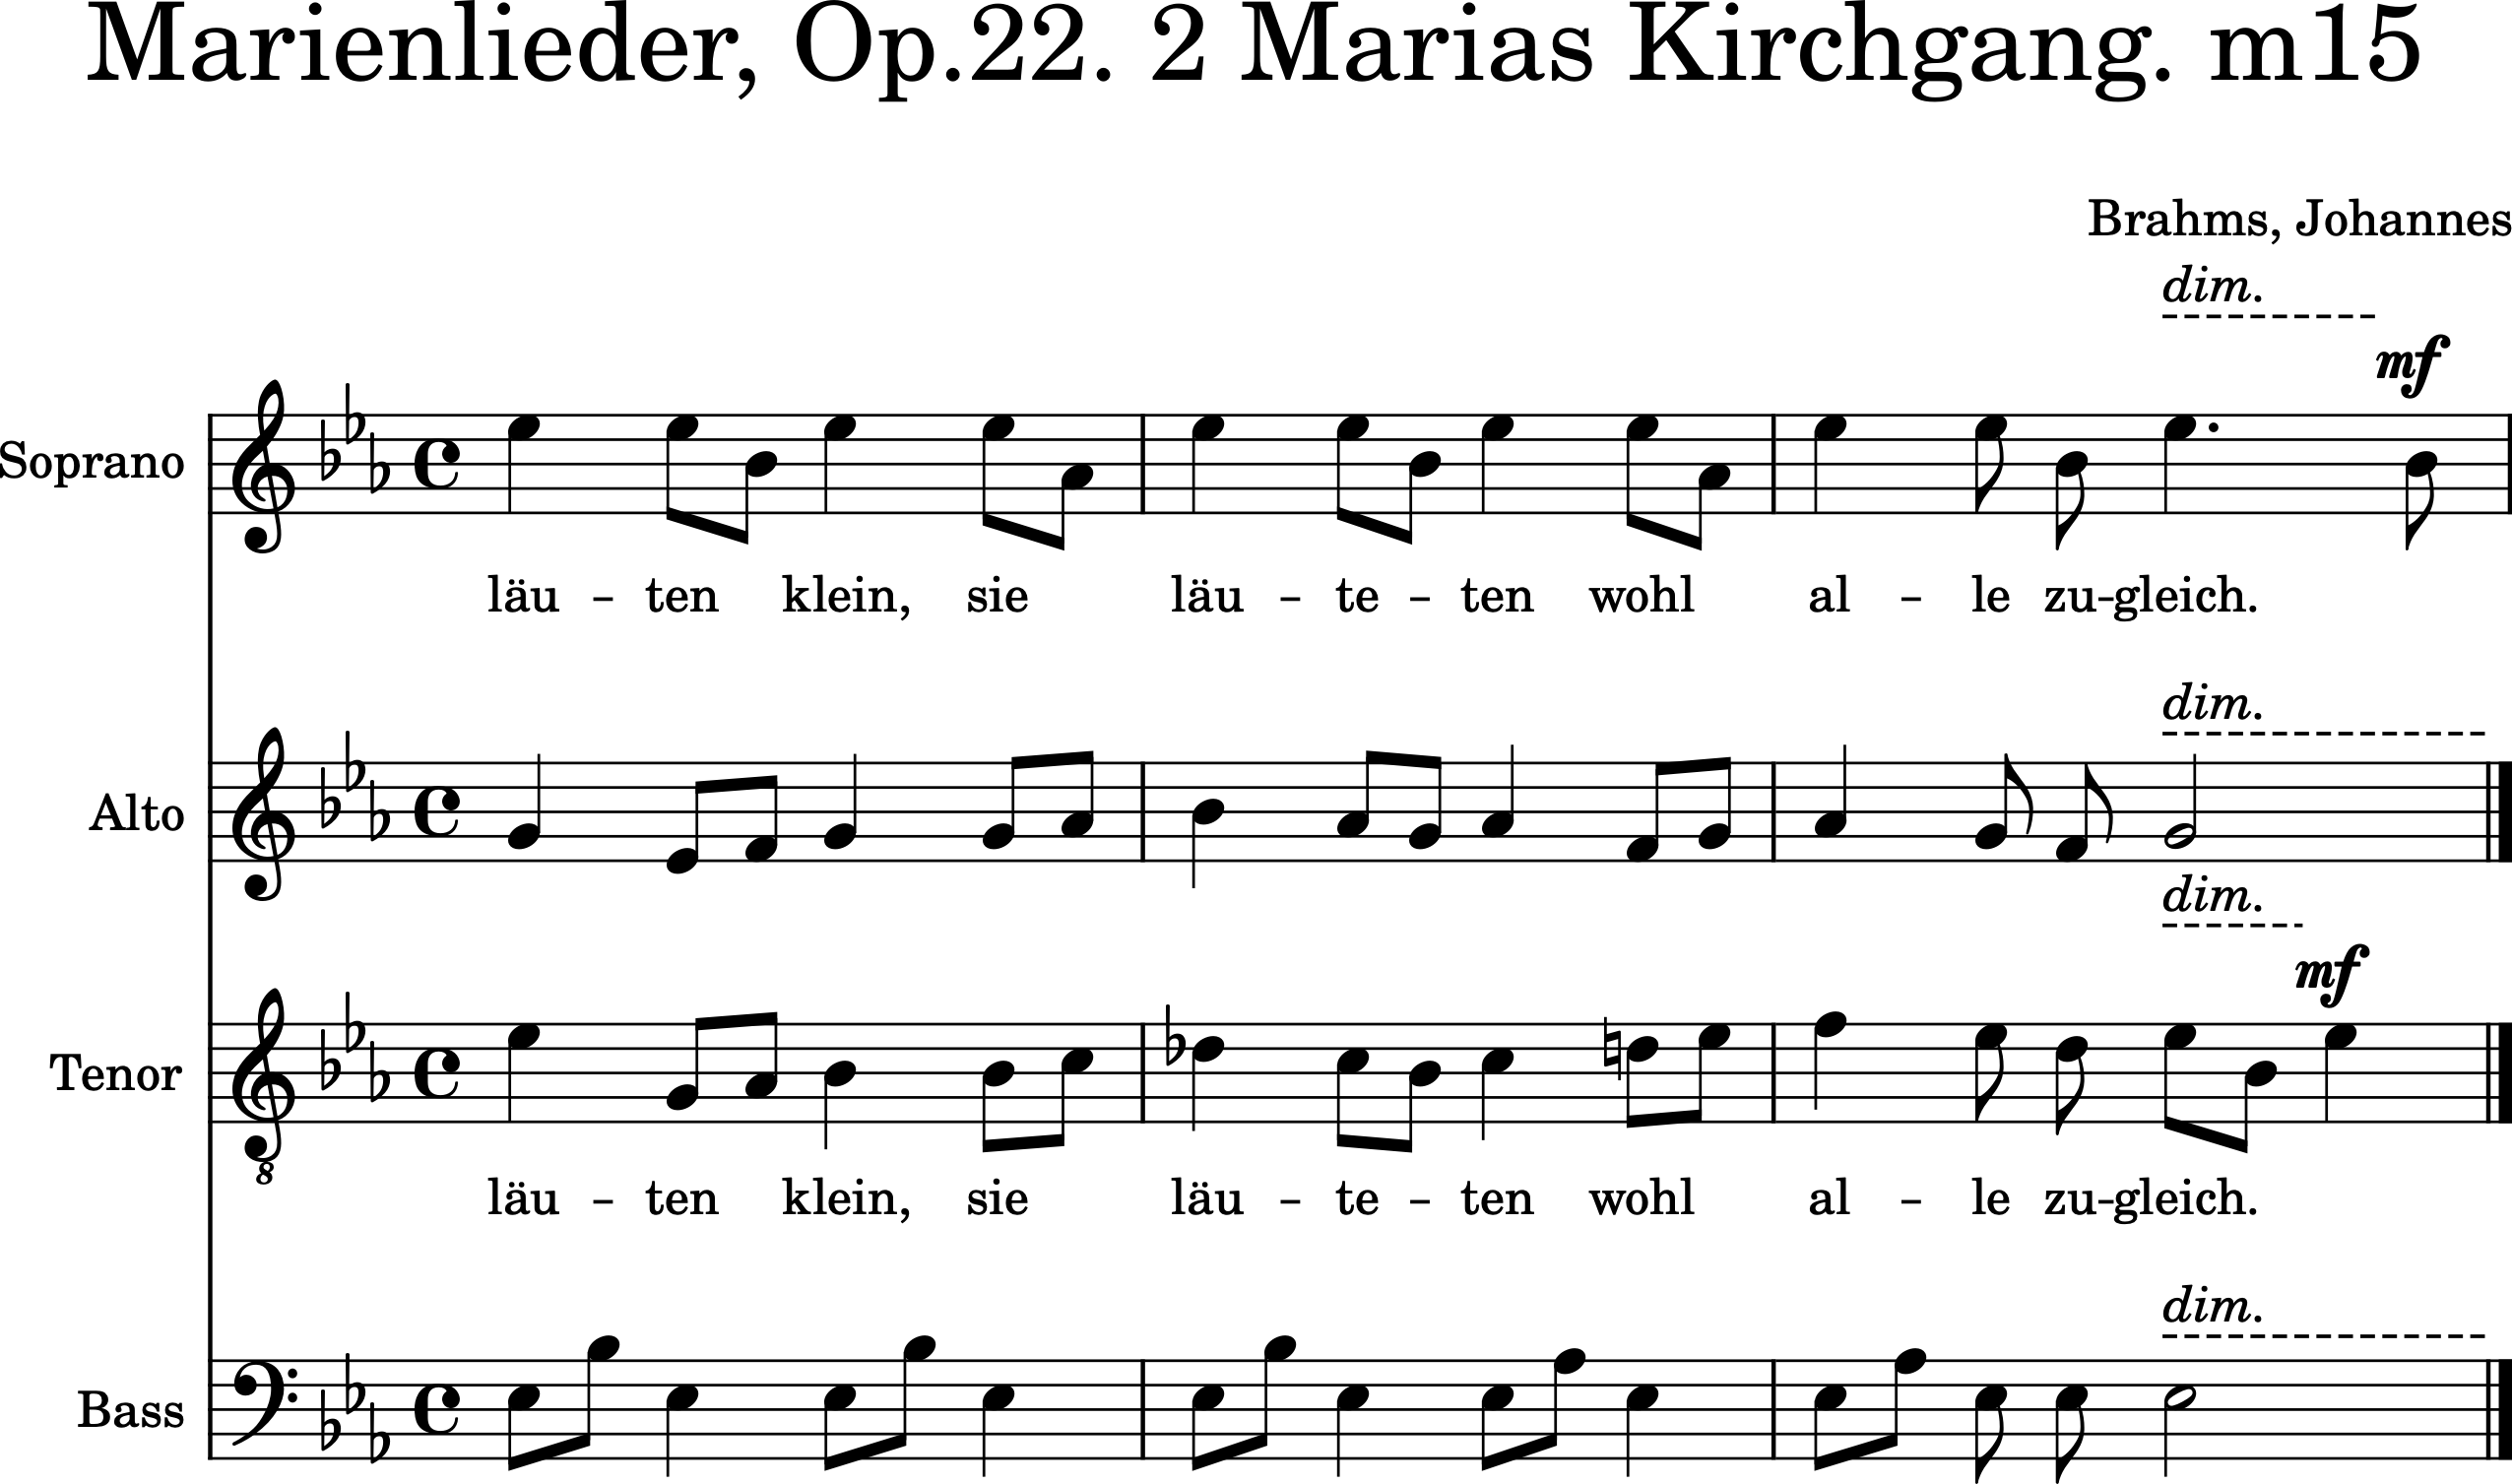 Marienlieder, Op.22. 2 Marias Kirchgang. m15
Brahms, Johannes
dim.
mf
Soprano
läu - ten klein, sie läu - te - ten wohl al - le zu-gleich.
dim.
Alto
dim.
mf
Tenor
8
läu - ten klein, sie läu - te - ten wohl al - le zu-gleich.
dim.
Bass